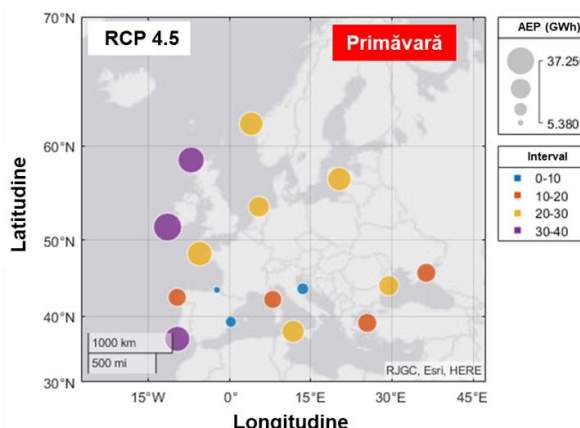 70°N
RCP 4.5
Primăvară
AEP (GWh)
37.250
5.380
60°N
Interval
0-10
10-20
20-30
30-40
Latitudine
50°N
40°N
1000 km
500 mi
RJGC, Esri, HERE
30°N
15°W 0° 15°E 30°E 45°E
Longitudine